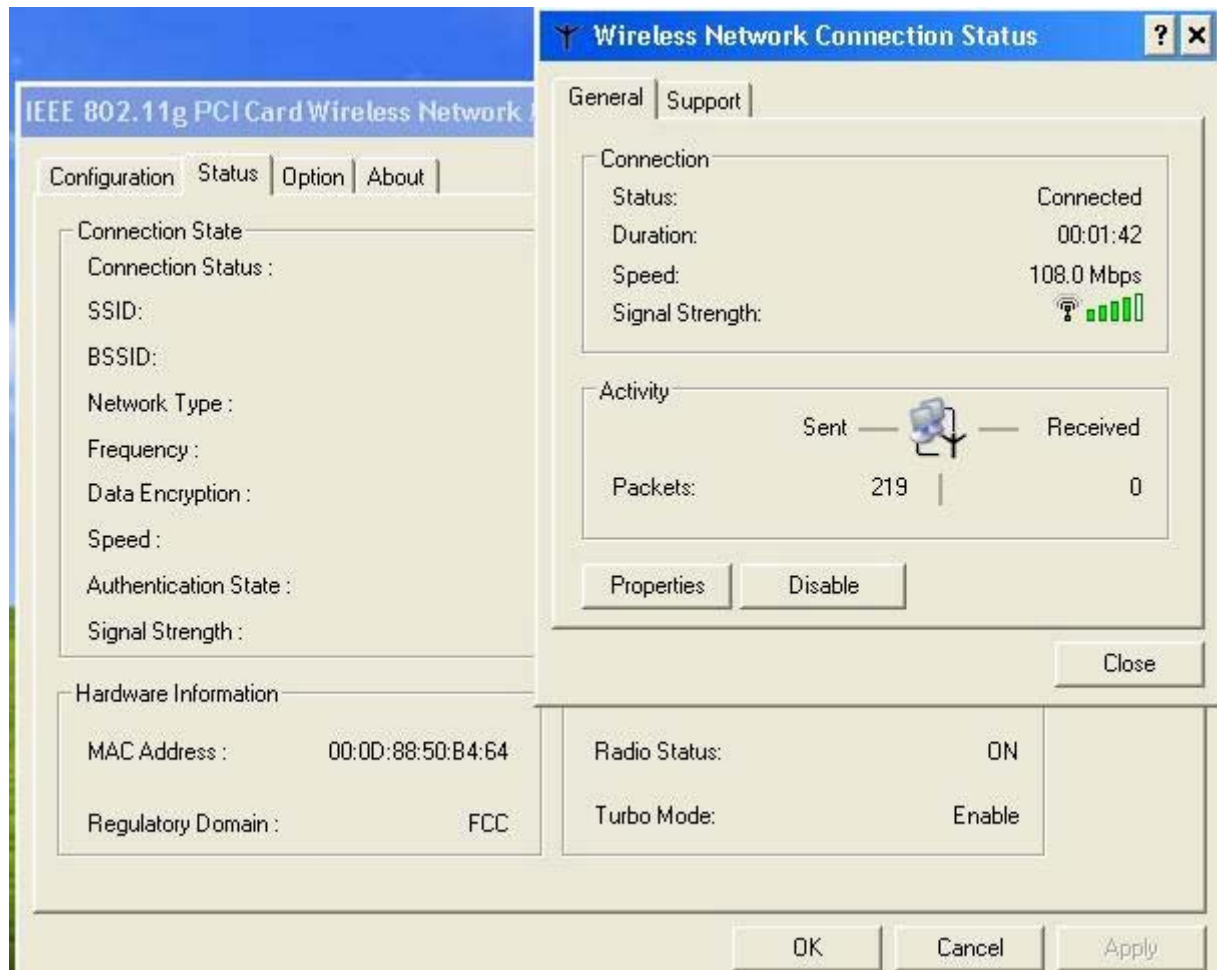 IEEE 802.11g PCI Card Wireless Network
Configuration Status Option About
Connection State
Connection Status :
SSID:
BSSID:
Network Type :
Frequency :
Data Encryption :
Speed :
Authentication State :
Signal Strength :
Hardware Information
MAC Address : 00:0D:88:50:B4:64
Regulatory Domain : FCC
Radio Status: ON
Turbo Mode: Enable
OK Cancel Apply
Wireless Network Connection Status
General Support
Connection
Status: Connected
Duration: 00:01:42
Speed: 108.0 Mbps
Signal Strength:
Activity
Sent Received
Packets: 219 0
Properties Disable
Close